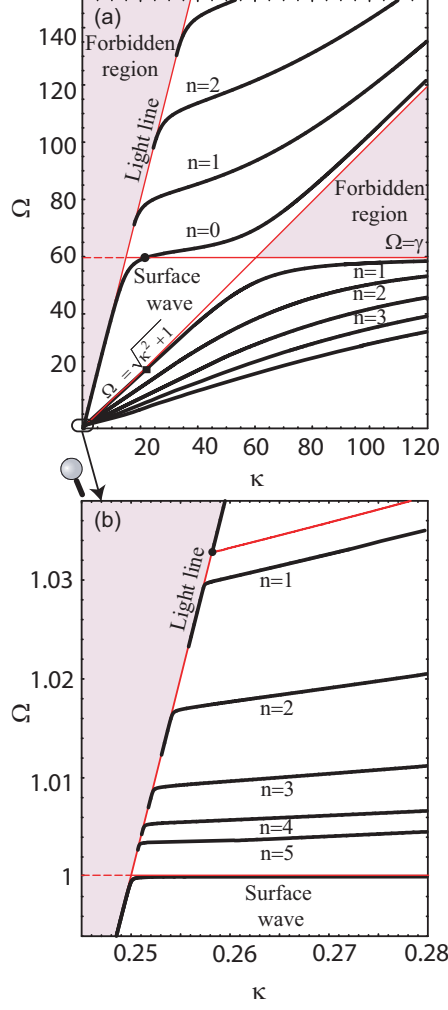 (a)
140
120
100
80
60
40
20
Ω
Forbidden
region
Light line
n=2
n=1
n=0
Surface
wave
Forbidden
region
Ω=γ
n=1
n=2
n=3
Ω = √κ²+1
20 40 60 80 100 120
κ
(b)
1.03
1.02
1.01
1
Ω
Light line
n=1
n=2
n=3
n=4
n=5
Surface
wave
0.25 0.26 0.27 0.28
κ